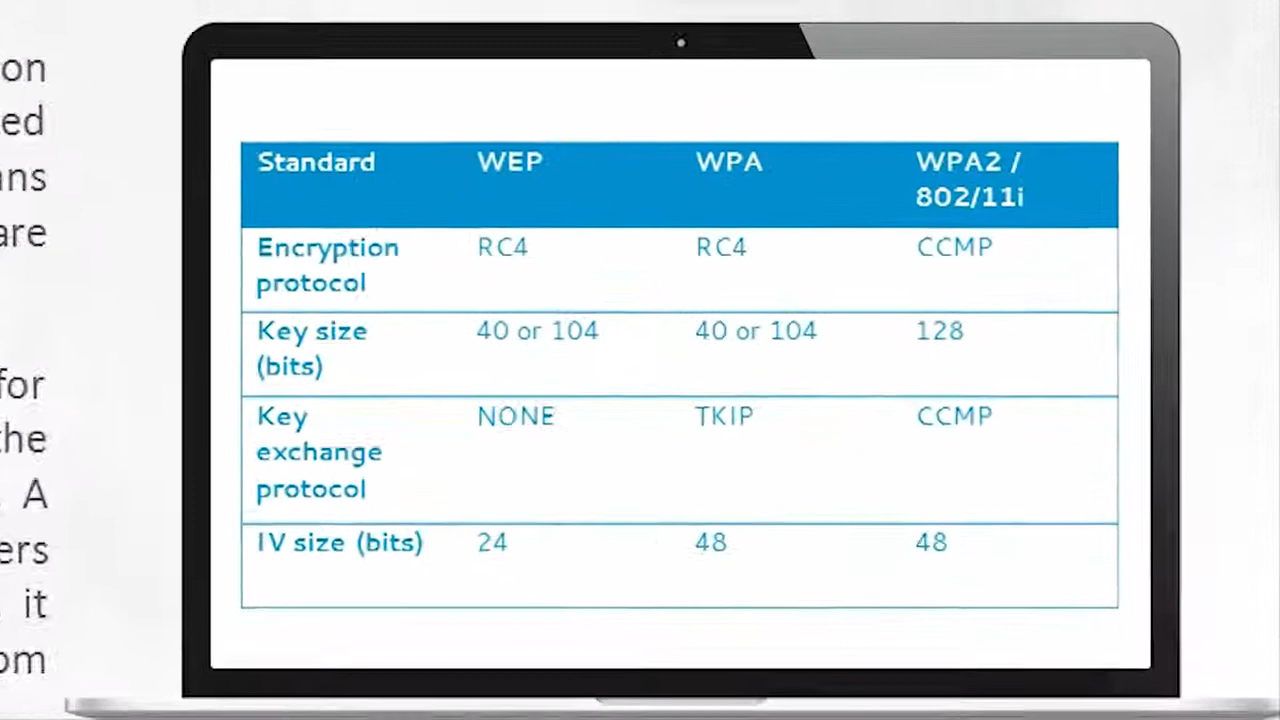 on
ed
ans
are
for
the
. A
ers
it
om
Standard WEP WPA WPA2 /
802/11i
Encryption RC4 RC4 CCMP
protocol
Key size 40 or 104 40 or 104 128
(bits)
Key NONE TKIP CCMP
exchange
protocol
IV size (bits) 24 48 48